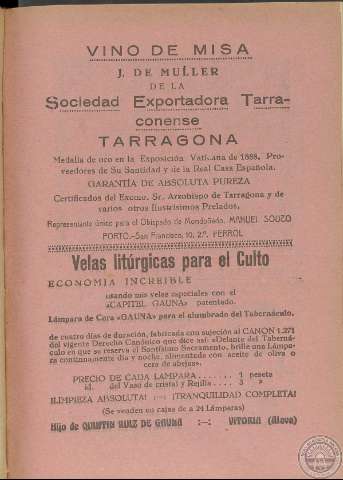 VINO DE MISA
J. DE MULLER
DE LA
Sociedad Exportadora Tarra-
conense
TARRAGONA
Medalla de oro en la Exposición Vaticana de 1888. Pro-
veedores de Su Santidad y de la Real Casa Española.
GARANTÍA DE ABSOLUTA PUREZA
Certificados del Excmo. Sr. Arzobispo de Tarragona y de
varios otros Ilustrísimos Prelados.
Representante único para el Obispado de Mondoñedo, MANUEL SOUZO
PORTO.-San Francisco, 10, 2.º FERROL
Velas litúrgicas para el Culto
ECONOMIA INCREIBLE
usando mis velas especiales con el
«CAPITEL GAUNA» patentado.
Lámpara de Cera «GAUNA» para el alumbrado del Tabernáculo,
de cuatro días de duración, fabricada con sujeción al CANON 1.271
del vigente Derecho Canónico que dice así: «Delante del Taberná-
culo en que se reserva el Santísimo Sacramento, brille una Lámpa-
ra continuamente día y noche, alimentada con aceite de oliva o
cera de abejas».
PRECIO DE CADA LAMPARA...... 1 peseta
id. del Vaso de cristal y Rejilla... 3 »
¡LIMPIEZA ABSOLUTA! :—: ¡TRANQUILIDAD COMPLETA!
(Se venden en cajas de a 24 Lámparas)
Hijo de QUINTIN RUIZ DE GAUNA :—: VITORIA (Alava)